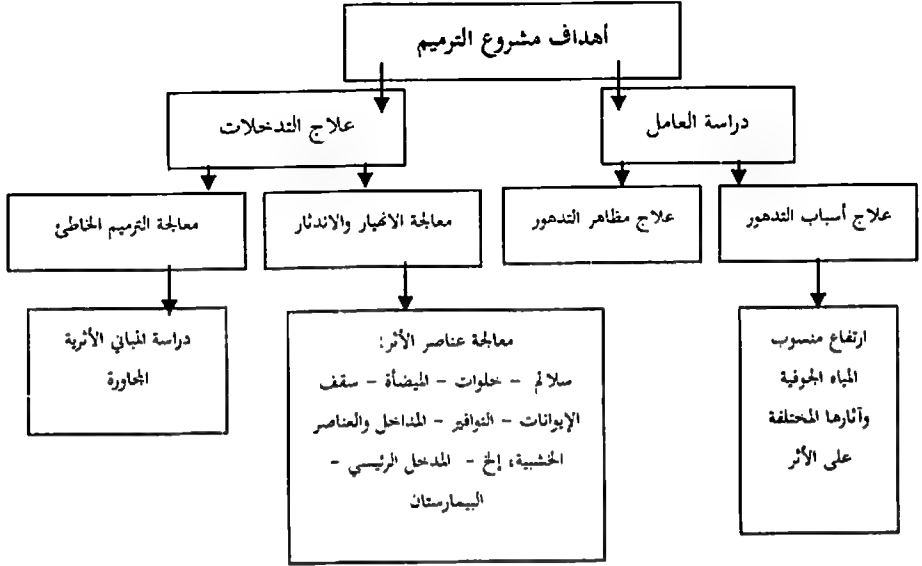 أهداف مشروع الترميم
دراسة العامل
علاج التدخلات
علاج أسباب التدهور
علاج مظاهر التدهور
معالجة الانهيار والاندثار
معالجة الترميم الخاطئ
ارتفاع منسوب
المياه الجوفية
وآثارها المختلفة
على الأثر
معالجة عناصر الأثر:
سلالم – خلوات – الميضأة – سقف
الإيوانات – النوافير – المداخل والعناصر
الخشبية، إلخ – المدخل الرئيسي –
البيمارستان
دراسة المباني الأثرية
المجاورة